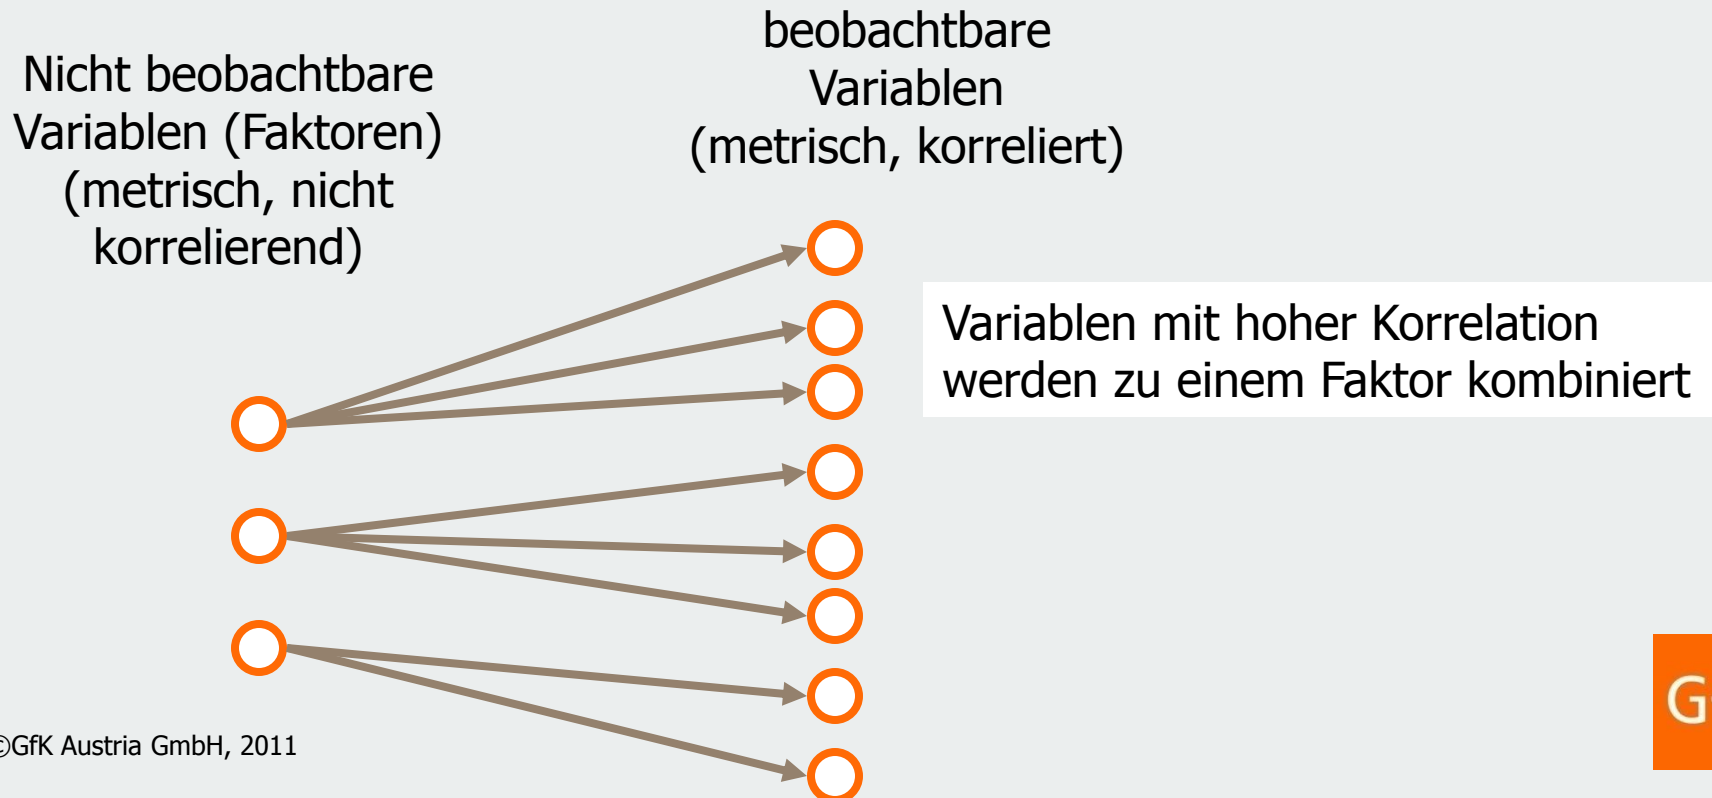 Nicht beobachtbare
Variablen (Faktoren)
(metrisch, nicht
korrelierend)
beobachtbare
Variablen
(metrisch, korreliert)
Variablen mit hoher Korrelation
werden zu einem Faktor kombiniert
©GfK Austria GmbH, 2011